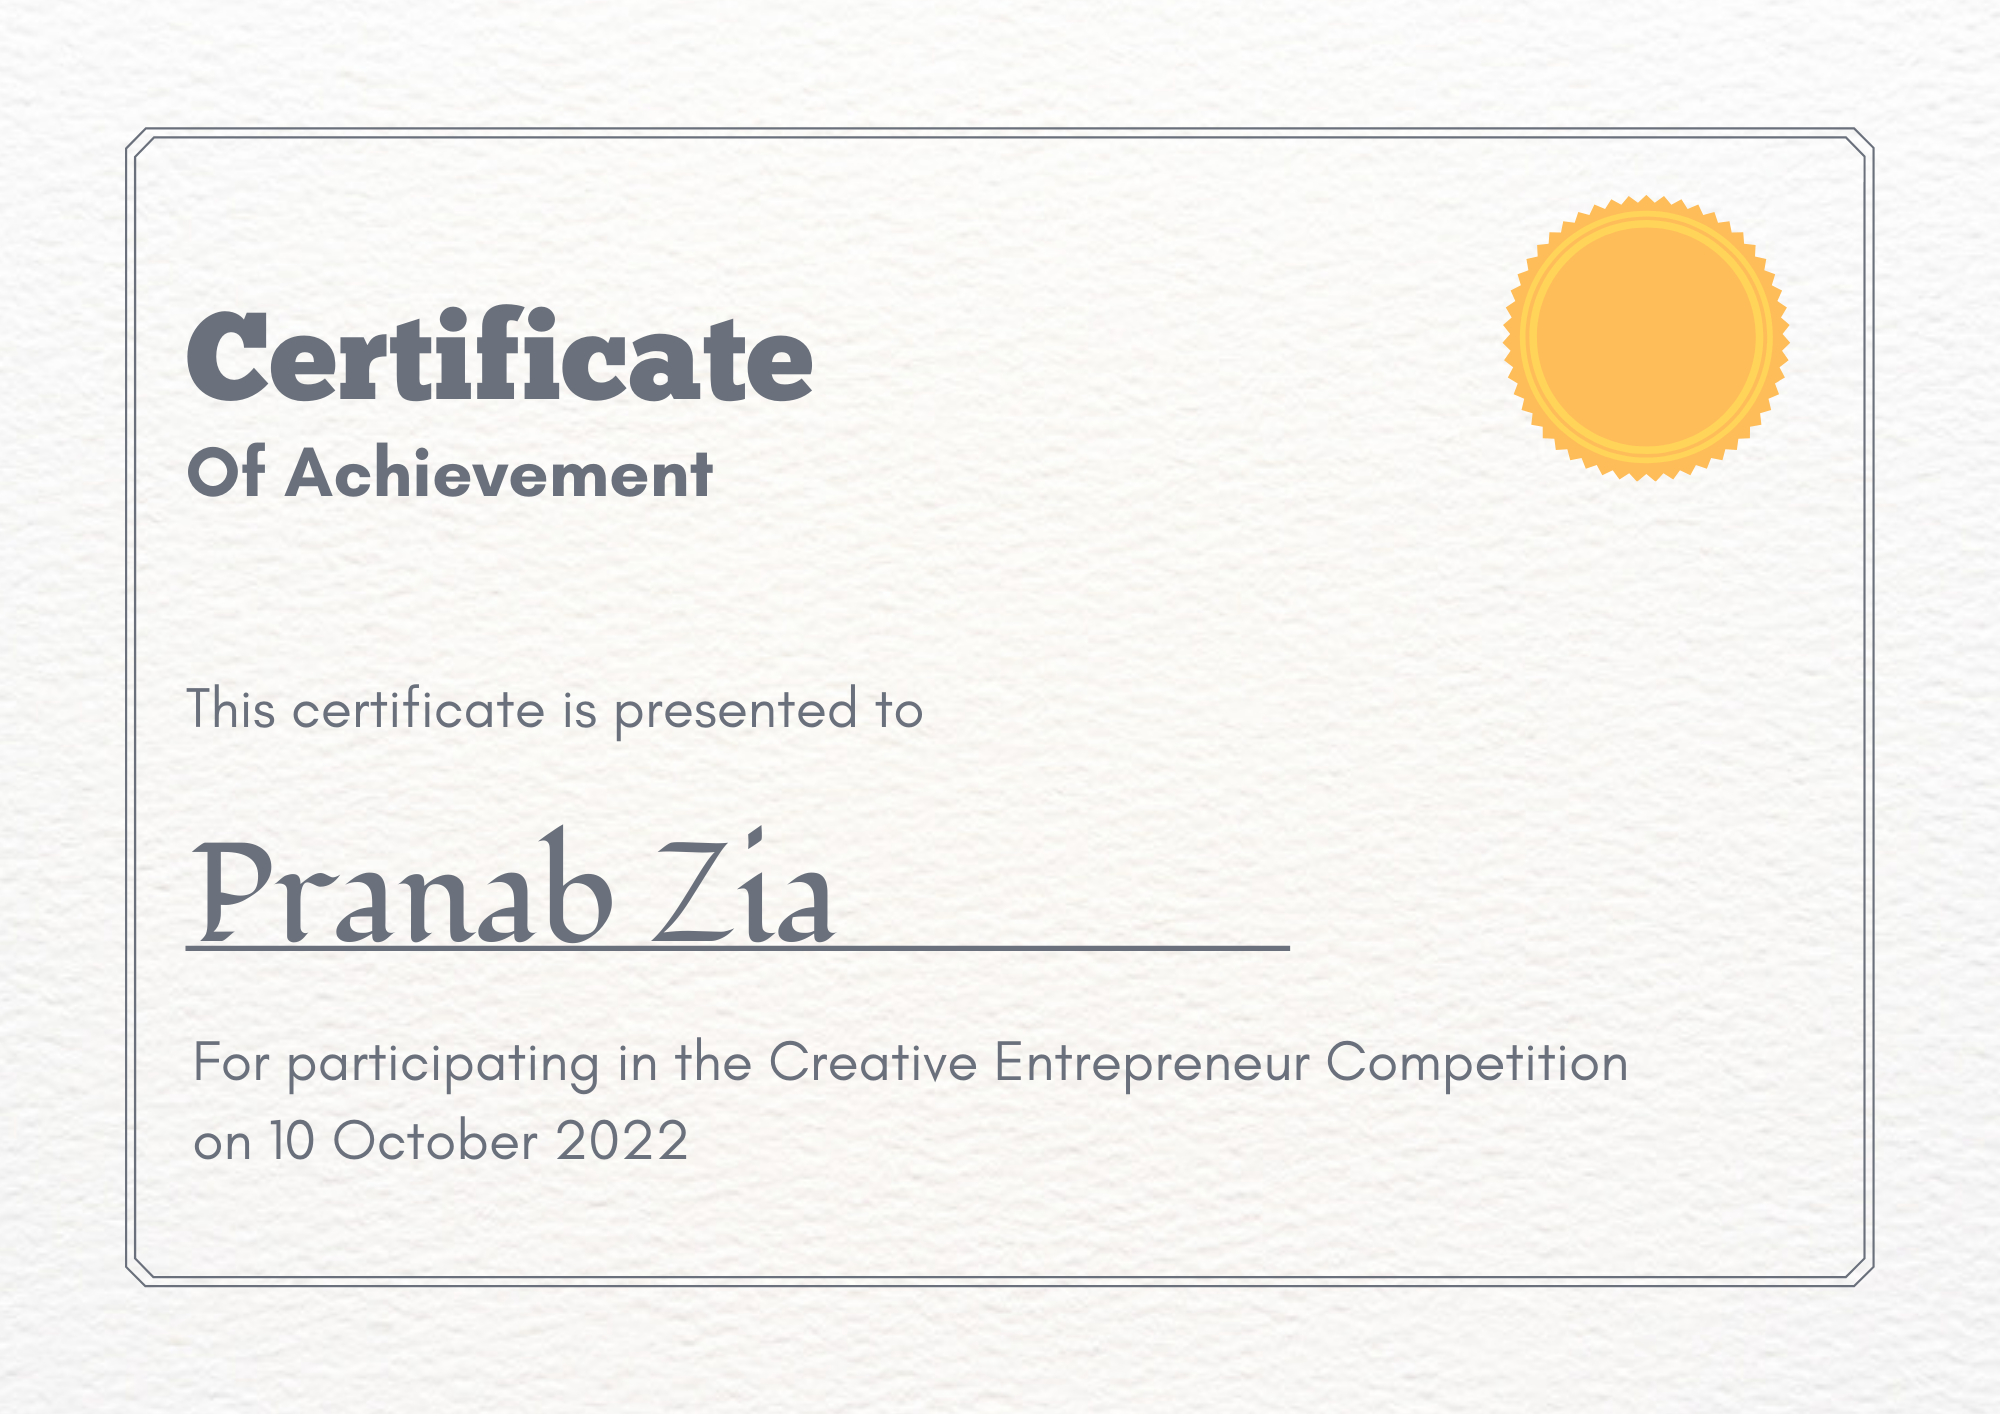 Certificate
Of Achievement
This certificate is presented to
Pranab Zia
For participating in the Creative Entrepreneur Competition
on 10 October 2022